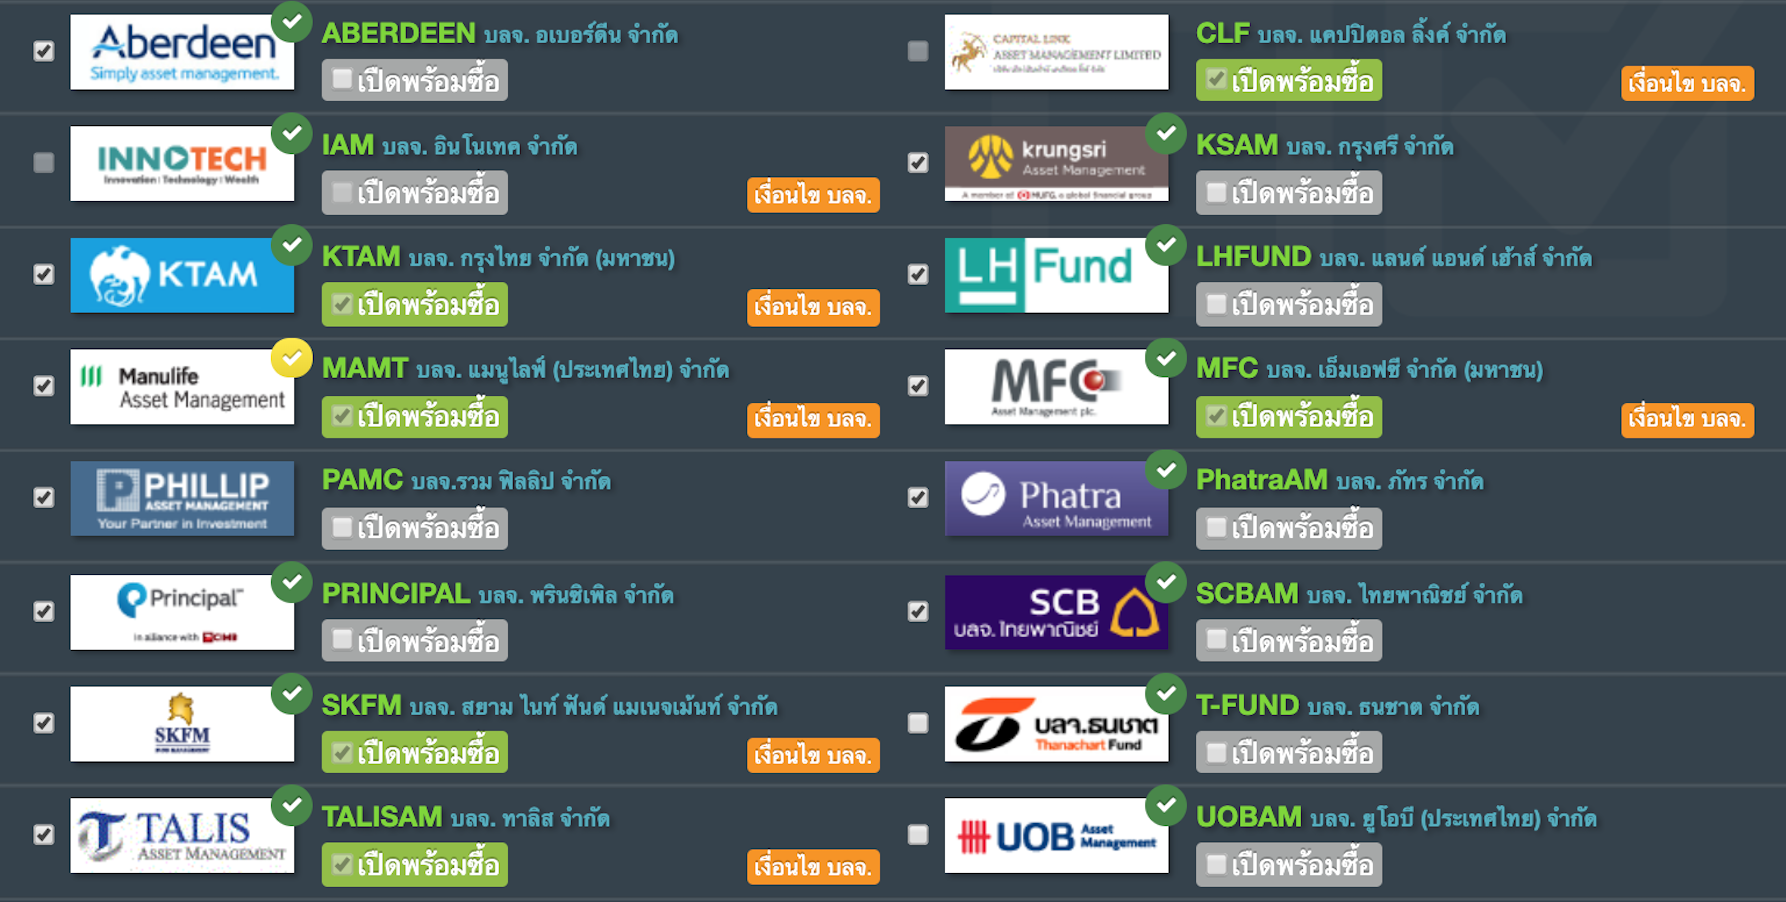 Aberdeen
Simply asset management.
ABERDEEN บลจ. อเบอร์ดีน จำกัด
เปิดพร้อมซื้อ
CAPITAL LINK
ASSET MANAGEMENT LIMITED
CLF บลจ. แคปปิตอล ลิ้งค์ จำกัด
เปิดพร้อมซื้อ
เงื่อนไข บลจ.
INNOTECH
Innovation | Technology | Wealth
IAM บลจ. อินโนเทค จำกัด
เปิดพร้อมซื้อ
เงื่อนไข บลจ.
krungsri
Asset Management
A member of MUFG, a global financial group
KSAM บลจ. กรุงศรี จำกัด
เปิดพร้อมซื้อ
KTAM
KTAM บลจ. กรุงไทย จำกัด (มหาชน)
เปิดพร้อมซื้อ
เงื่อนไข บลจ.
LH Fund
LHFUND บลจ. แลนด์ แอนด์ เฮ้าส์ จำกัด
เปิดพร้อมซื้อ
Manulife
Asset Management
MAMT บลจ. แมนูไลฟ์ (ประเทศไทย) จำกัด
เปิดพร้อมซื้อ
เงื่อนไข บลจ.
MFC
Asset Management plc.
MFC บลจ. เอ็มเอฟซี จำกัด (มหาชน)
เปิดพร้อมซื้อ
เงื่อนไข บลจ.
PHILLIP
ASSET MANAGEMENT
Your Partner in Investment
PAMC บลจ.รวม ฟิลลิป จำกัด
เปิดพร้อมซื้อ
Phatra
Asset Management
PhatraAM บลจ. ภัทร จำกัด
เปิดพร้อมซื้อ
Principal™
in alliance with CIMB
PRINCIPAL บลจ. พรินซิเพิล จำกัด
เปิดพร้อมซื้อ
SCB
บลจ. ไทยพาณิชย์
SCBAM บลจ. ไทยพาณิชย์ จำกัด
เปิดพร้อมซื้อ
SKFM
FUND MANAGEMENT
SKFM บลจ. สยาม ไนท์ ฟันด์ แมเนจเม้นท์ จำกัด
เปิดพร้อมซื้อ
เงื่อนไข บลจ.
บลจ.ธนชาต
Thanachart Fund
T-FUND บลจ. ธนชาต จำกัด
เปิดพร้อมซื้อ
TALIS
ASSET MANAGEMENT
TALISAM บลจ. ทาลิส จำกัด
เปิดพร้อมซื้อ
เงื่อนไข บลจ.
UOB Asset
Management
UOBAM บลจ. ยูโอบี (ประเทศไทย) จำกัด
เปิดพร้อมซื้อ